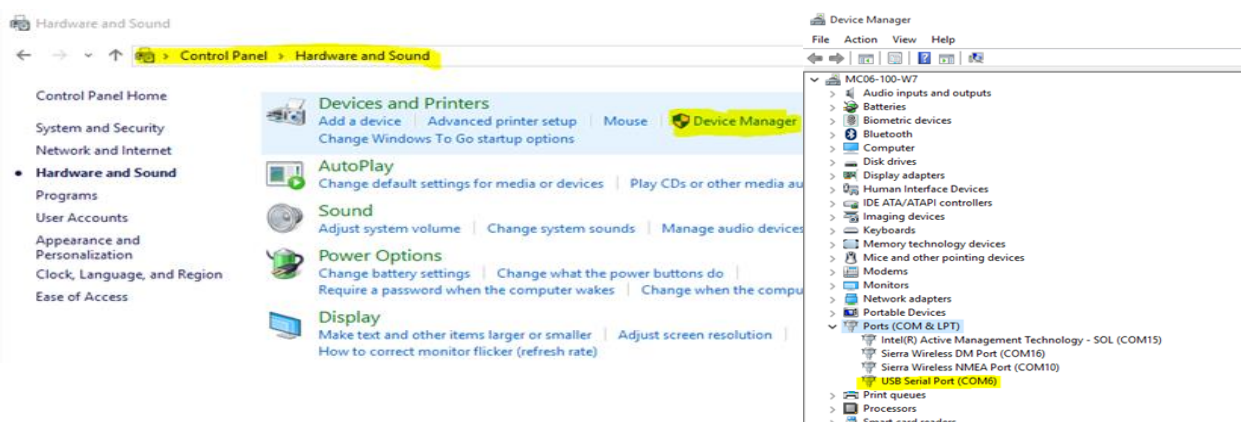 Hardware and Sound
Control Panel > Hardware and Sound
Control Panel Home
System and Security
Network and Internet
Hardware and Sound
Programs
User Accounts
Appearance and
Personalization
Clock, Language, and Region
Ease of Access
Devices and Printers
Add a device | Advanced printer setup | Mouse | Device Manager
Change Windows To Go startup options
AutoPlay
Change default settings for media or devices | Play CDs or other media au
Sound
Adjust system volume | Change system sounds | Manage audio devices
Power Options
Change battery settings | Change what the power buttons do |
Require a password when the computer wakes | Change when the compu
Display
Make text and other items larger or smaller | Adjust screen resolution |
How to correct monitor flicker (refresh rate)
Device Manager
File Action View Help
MC06-100-W7
Audio inputs and outputs
Batteries
Biometric devices
Bluetooth
Computer
Disk drives
Display adapters
Human Interface Devices
IDE ATA/ATAPI controllers
Imaging devices
Keyboards
Memory technology devices
Mice and other pointing devices
Modems
Monitors
Network adapters
Portable Devices
Ports (COM & LPT)
Intel(R) Active Management Technology - SOL (COM15)
Sierra Wireless DM Port (COM16)
Sierra Wireless NMEA Port (COM10)
USB Serial Port (COM6)
Print queues
Processors
Smart card readers